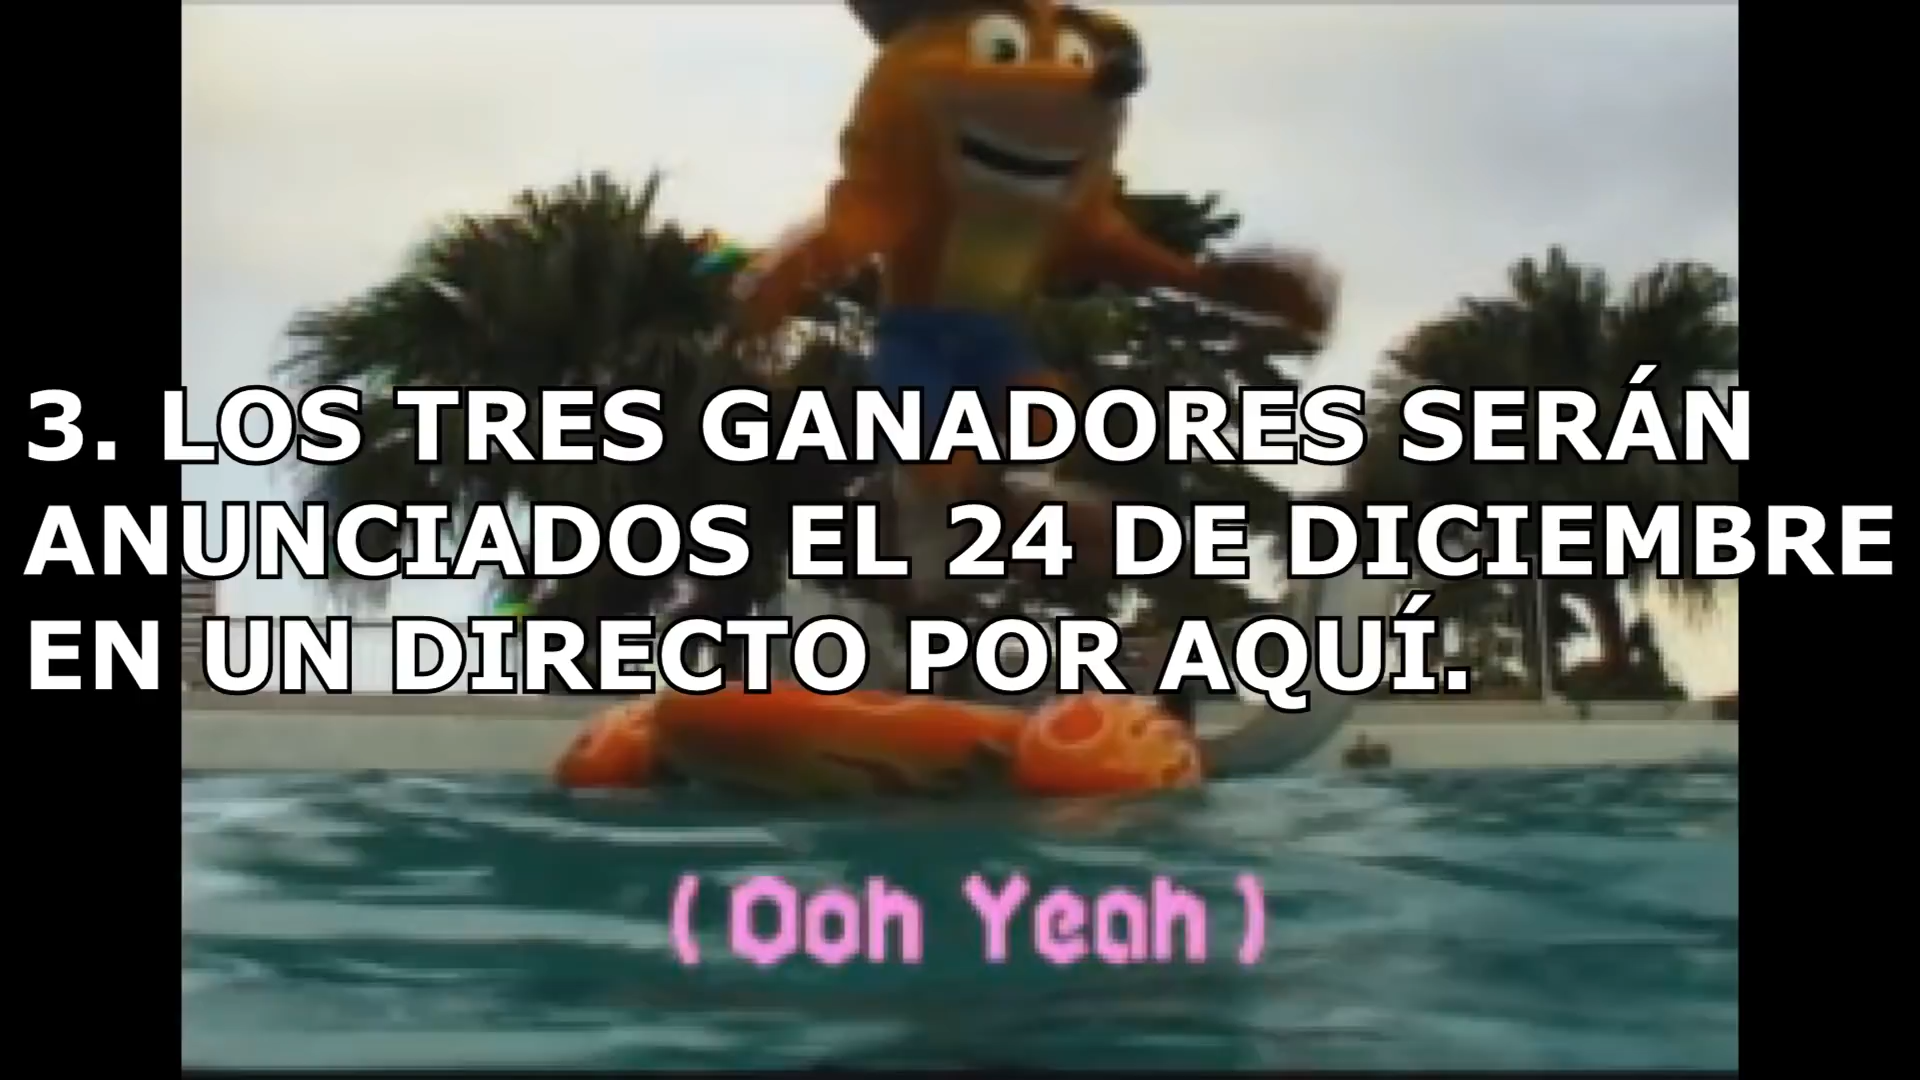 3. LOS TRES GANADORES SERÁN
ANUNCIADOS EL 24 DE DICIEMBRE
EN UN DIRECTO POR AQUÍ.
( Ooh Yeah )